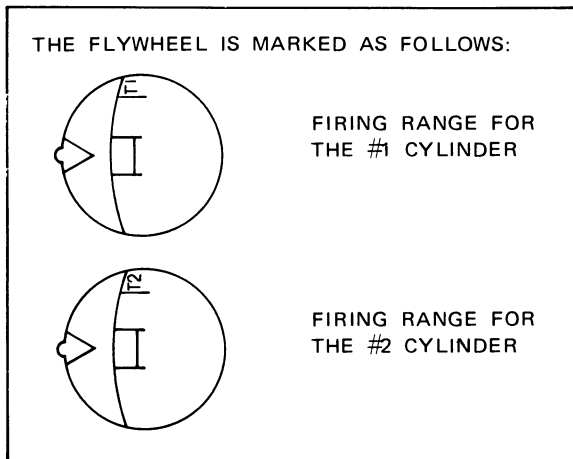 THE FLYWHEEL IS MARKED AS FOLLOWS:
T1
FIRING RANGE FOR
THE #1 CYLINDER
T2
FIRING RANGE FOR
THE #2 CYLINDER